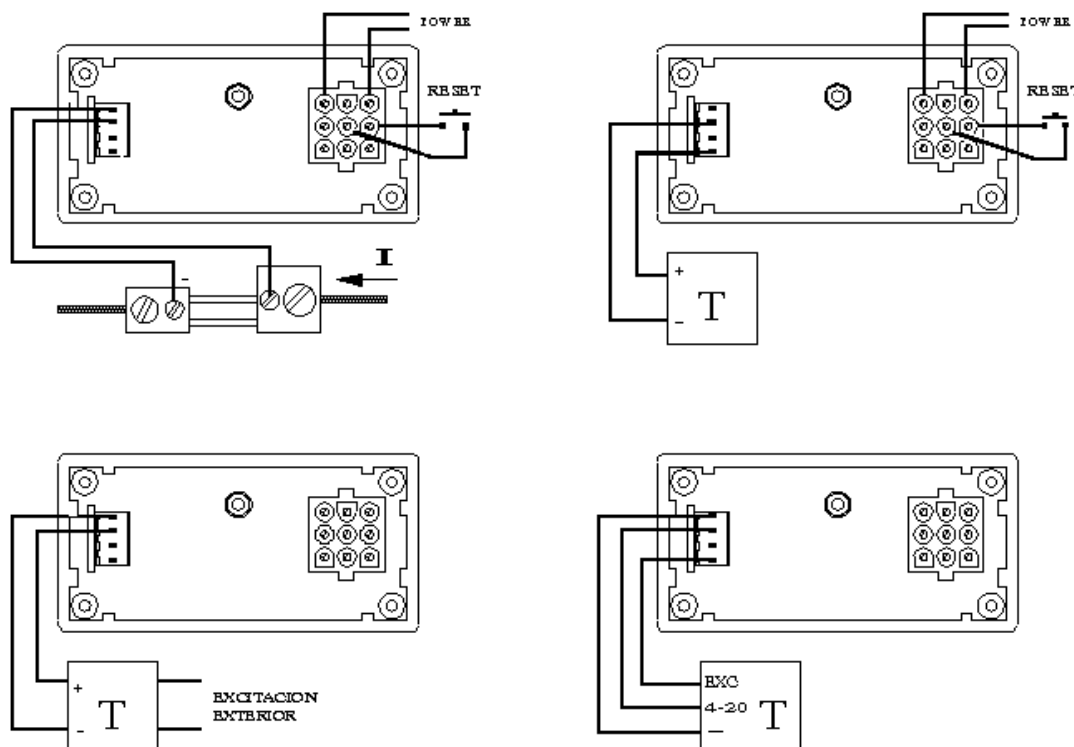 POWER
RESET
-
I
POWER
RESET
+
T
-
+
T
-
EXCITACION
EXTERIOR
EXC
4-20
T
-